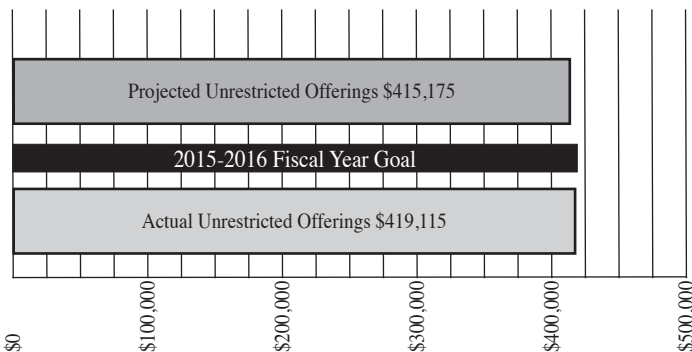 Projected Unrestricted Offerings $415,175
2015-2016 Fiscal Year Goal
Actual Unrestricted Offerings $419,115
$0
$100,000
$200,000
$300,000
$400,000
$500,000